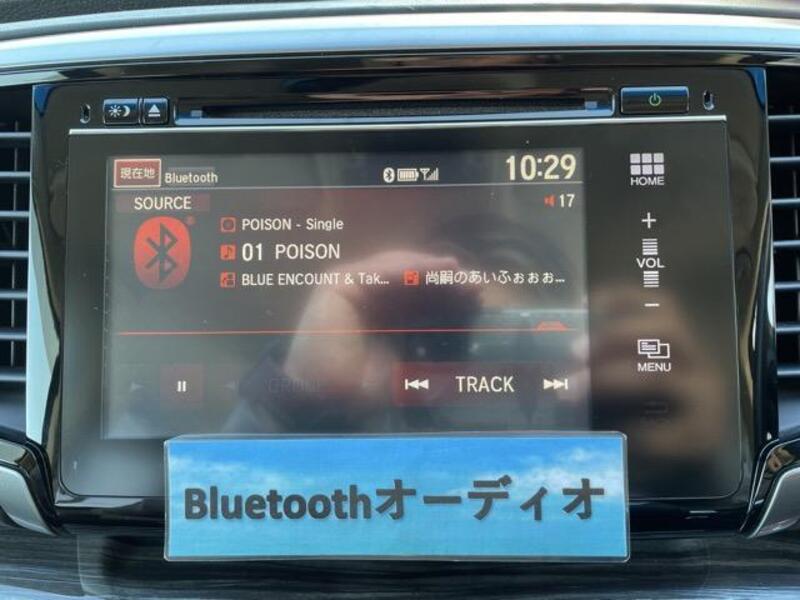 現在地 Bluetooth 10:29
HOME
SOURCE
17
POISON - Single
01 POISON
BLUE ENCOUNT & Tak...
尚嗣のあいふぉぉぉ...
+
VOL
−
MENU
TRACK
Bluetoothオーディオ